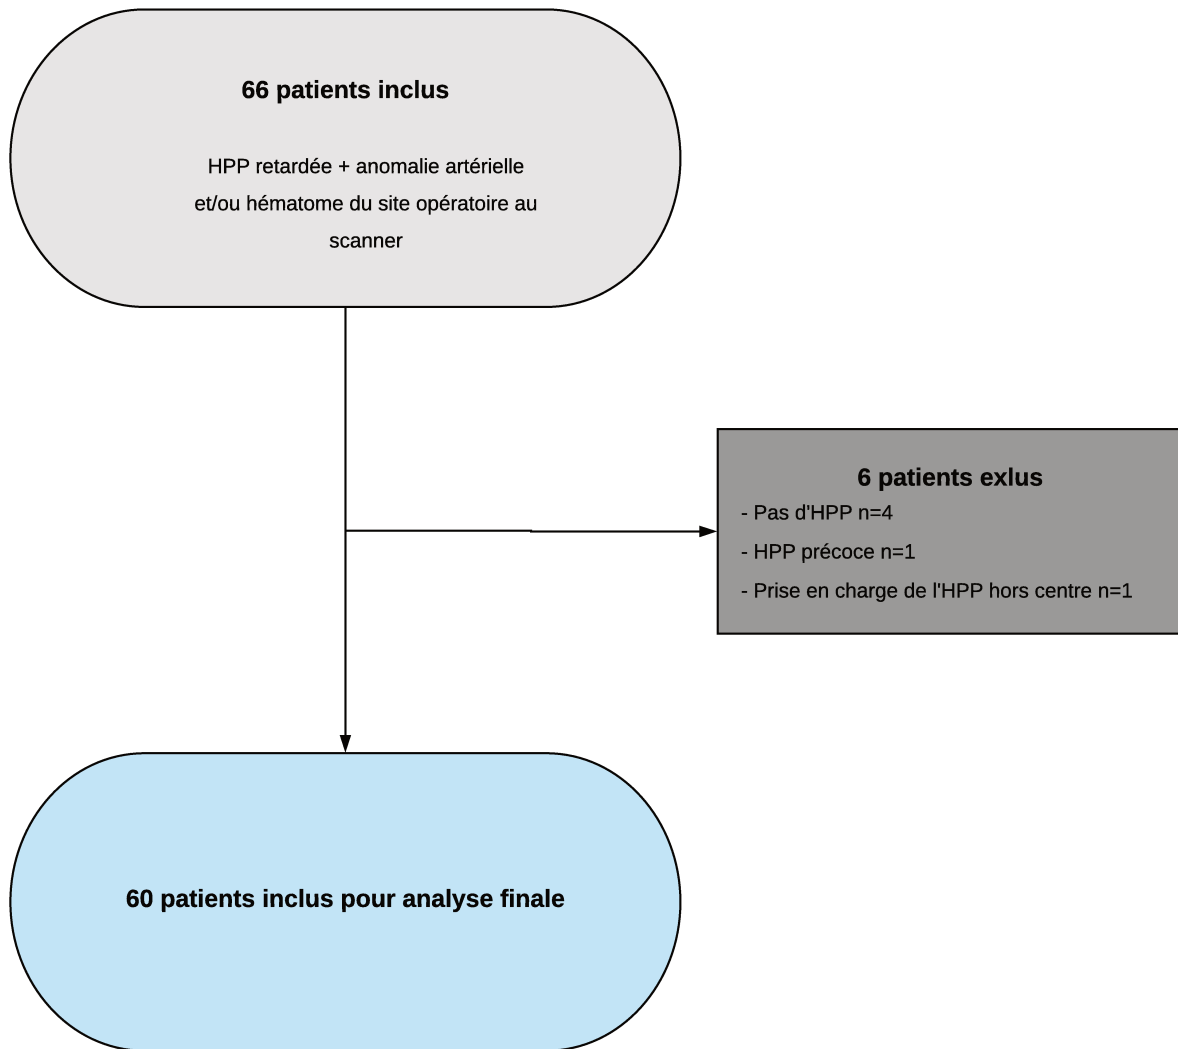 66 patients inclus
HPP retardée + anomalie artérielle
et/ou hématome du site opératoire au
scanner
6 patients exlus
- Pas d'HPP n=4
- HPP précoce n=1
- Prise en charge de l'HPP hors centre n=1
60 patients inclus pour analyse finale